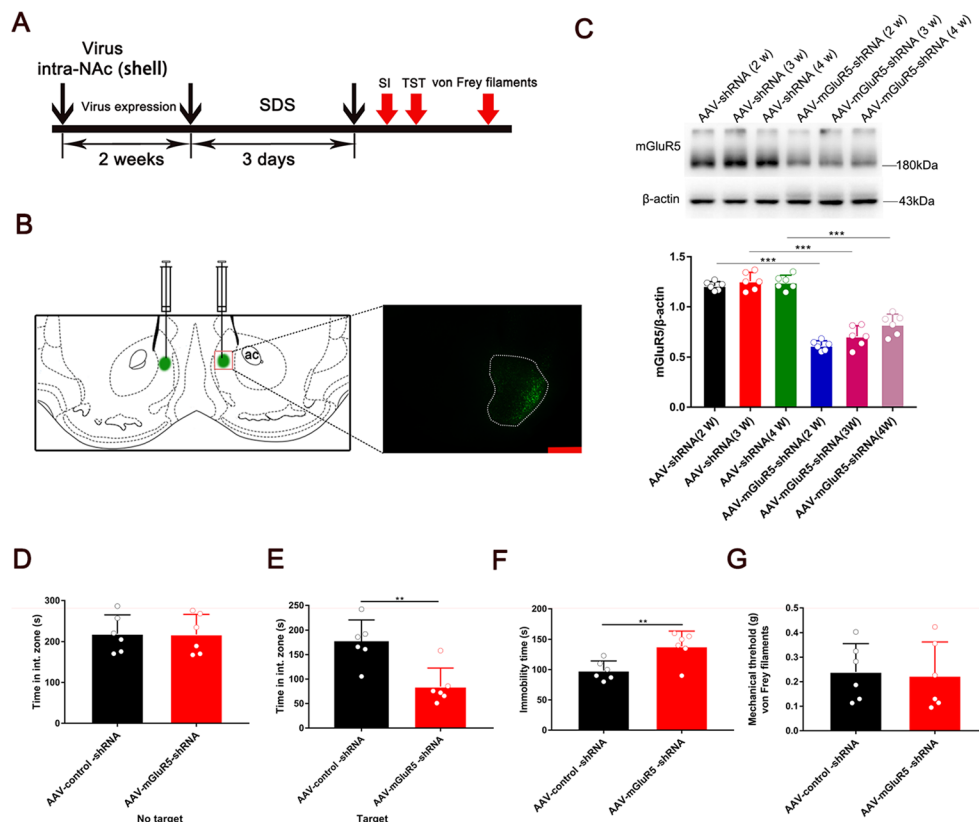 A
Virus
intra-NAc (shell)
Virus expression
SDS
SI
TST
von Frey filaments
2 weeks
3 days
B
ac
C
AAV-shRNA (2 w)
AAV-shRNA (3 w)
AAV-shRNA (4 w)
AAV-mGluR5-shRNA (2 w)
AAV-mGluR5-shRNA (3 w)
AAV-mGluR5-shRNA (4 w)
mGluR5
180kDa
β-actin
43kDa
***
***
***
mGluR5/β-actin
1.5
1.0
0.5
0.0
AAV-shRNA(2 W)
AAV-shRNA(3 W)
AAV-shRNA(4 W)
AAV-mGluR5-shRNA(2 W)
AAV-mGluR5-shRNA(3W)
AAV-mGluR5-shRNA(4W)
D
Time in int. zone (s)
300
200
100
0
AAV-control -shRNA
AAV-mGluR5-shRNA
No target
E
Time in int. zone (s)
250
200
150
100
50
0
**
AAV-control -shRNA
AAV-mGluR5 -shRNA
Target
F
Immobility time (s)
200
150
100
50
0
**
AAV-control -shRNA
AAV-mGluR5 -shRNA
G
Mechanical threhold (g)
von Frey filaments
0.5
0.4
0.3
0.2
0.1
0.0
AAV-control -shRNA
AAV-mGluR5 -shRNA